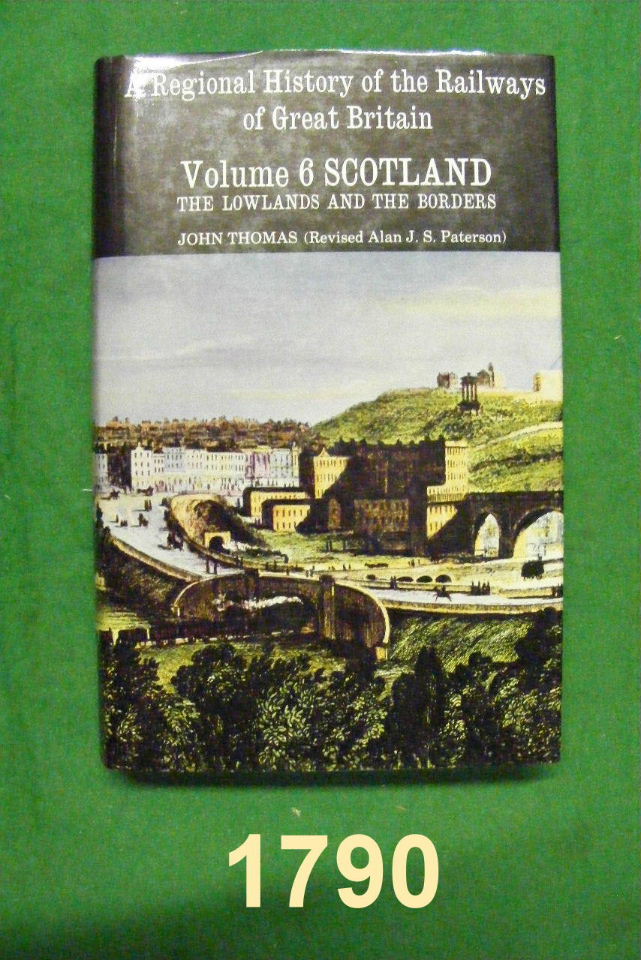 A Regional History of the Railways
of Great Britain
Volume 6 SCOTLAND
THE LOWLANDS AND THE BORDERS
JOHN THOMAS (Revised Alan J. S. Paterson)
1790